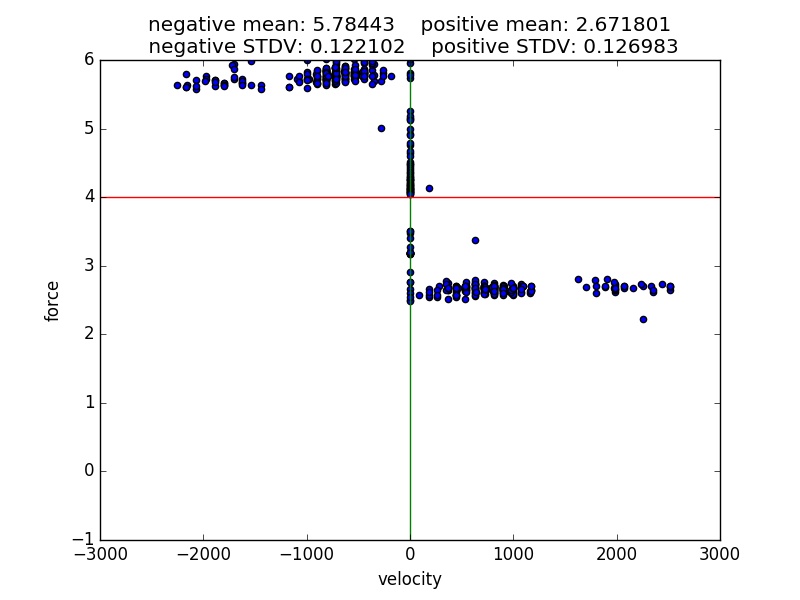 negative mean: 5.78443    positive mean: 2.671801
negative STDV: 0.122102    positive STDV: 0.126983
6
5
4
3
2
1
0
−1
force
−3000 −2000 −1000 0 1000 2000 3000
velocity